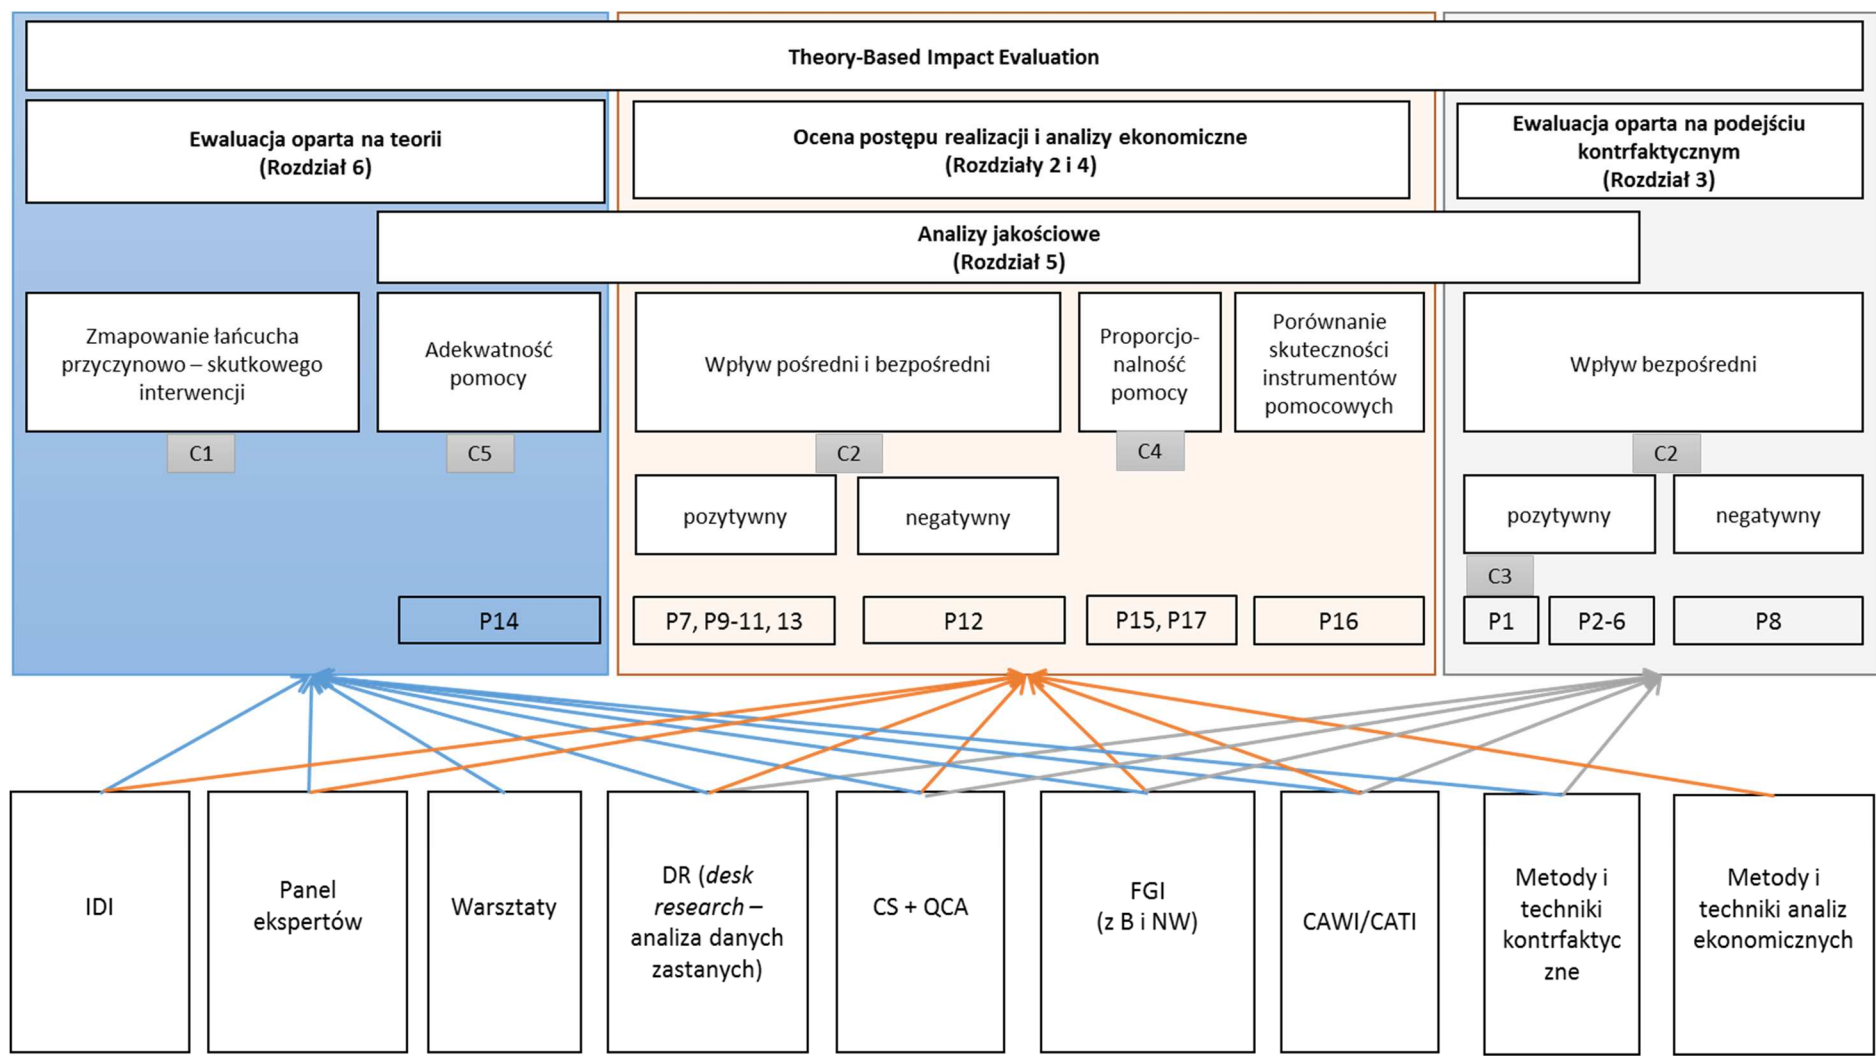 Theory-Based Impact Evaluation
Ewaluacja oparta na teorii
(Rozdział 6)
Ocena postępu realizacji i analizy ekonomiczne
(Rozdziały 2 i 4)
Ewaluacja oparta na podejściu
kontrfaktycznym
(Rozdział 3)
Analizy jakościowe
(Rozdział 5)
Zmapowanie łańcucha
przyczynowo – skutkowego
interwencji
Adekwatność
pomocy
Wpływ pośredni i bezpośredni
Proporcjo-
nalność
pomocy
Porównanie
skuteczności
instrumentów
pomocowych
Wpływ bezpośredni
C1
C5
C2
C4
C2
pozytywny
negatywny
pozytywny
negatywny
C3
P14
P7, P9-11, 13
P12
P15, P17
P16
P1
P2-6
P8
IDI
Panel
ekspertów
Warsztaty
DR (desk
research –
analiza danych
zastanych)
CS + QCA
FGI
(z B i NW)
CAWI/CATI
Metody i
techniki
kontrfaktyc
zne
Metody i
techniki analiz
ekonomicznych